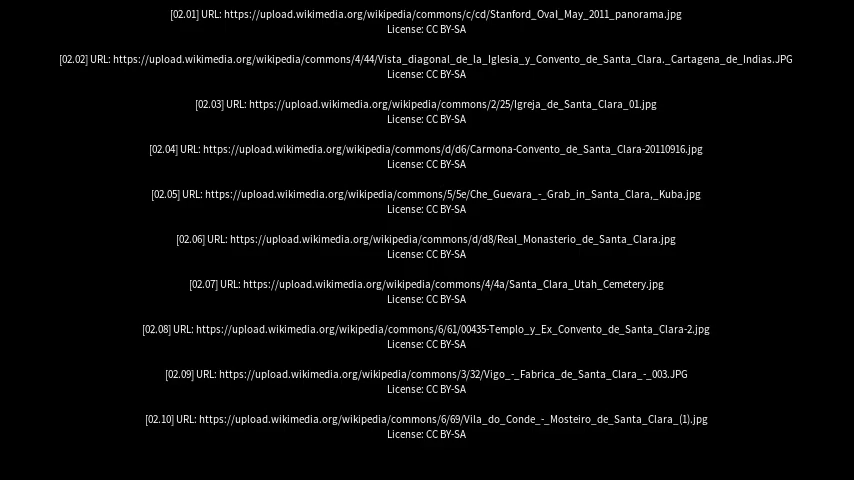 [02.01] URL: https://upload.wikimedia.org/wikipedia/commons/c/cd/Stanford_Oval_May_2011_panorama.jpg
License: CC BY-SA
[02.02] URL: https://upload.wikimedia.org/wikipedia/commons/4/44/Vista_diagonal_de_la_Iglesia_y_Convento_de_Santa_Clara._Cartagena_de_Indias.JPG
License: CC BY-SA
[02.03] URL: https://upload.wikimedia.org/wikipedia/commons/2/25/Igreja_de_Santa_Clara_01.jpg
License: CC BY-SA
[02.04] URL: https://upload.wikimedia.org/wikipedia/commons/d/d6/Carmona-Convento_de_Santa_Clara-20110916.jpg
License: CC BY-SA
[02.05] URL: https://upload.wikimedia.org/wikipedia/commons/5/5e/Che_Guevara_-_Grab_in_Santa_Clara,_Kuba.jpg
License: CC BY-SA
[02.06] URL: https://upload.wikimedia.org/wikipedia/commons/d/d8/Real_Monasterio_de_Santa_Clara.jpg
License: CC BY-SA
[02.07] URL: https://upload.wikimedia.org/wikipedia/commons/4/4a/Santa_Clara_Utah_Cemetery.jpg
License: CC BY-SA
[02.08] URL: https://upload.wikimedia.org/wikipedia/commons/6/61/00435-Templo_y_Ex_Convento_de_Santa_Clara-2.jpg
License: CC BY-SA
[02.09] URL: https://upload.wikimedia.org/wikipedia/commons/3/32/Vigo_-_Fabrica_de_Santa_Clara_-_003.JPG
License: CC BY-SA
[02.10] URL: https://upload.wikimedia.org/wikipedia/commons/6/69/Vila_do_Conde_-_Mosteiro_de_Santa_Clara_(1).jpg
License: CC BY-SA